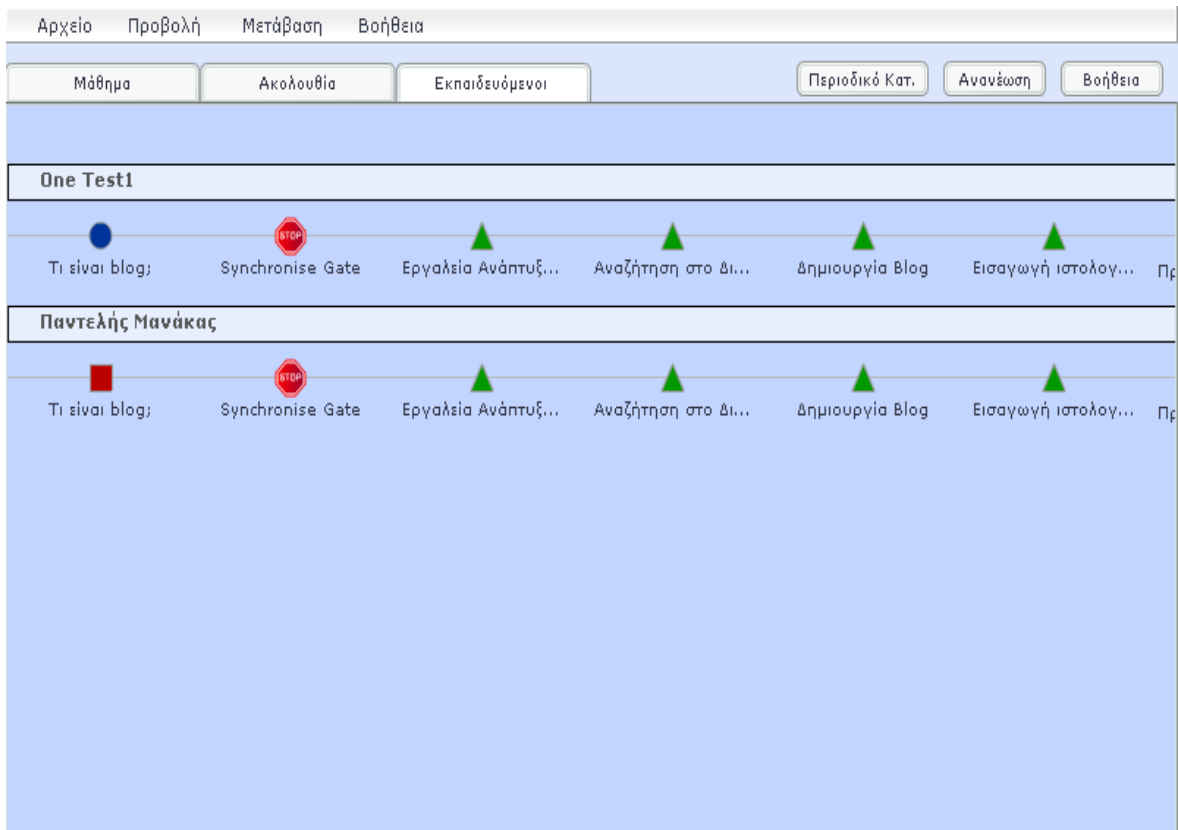 Αρχείο Προβολή Μετάβαση Βοήθεια
Μάθημα Ακολουθία Εκπαιδευόμενοι Περιοδικό Κατ. Ανανέωση Βοήθεια
One Test1
STOP
Τι είναι blog; Synchronise Gate Εργαλεία Ανάπτυξ... Αναζήτηση στο Δι... Δημιουργία Blog Εισαγωγή ιστολογ...
Παντελής Μανάκας
STOP
Τι είναι blog; Synchronise Gate Εργαλεία Ανάπτυξ... Αναζήτηση στο Δι... Δημιουργία Blog Εισαγωγή ιστολογ...